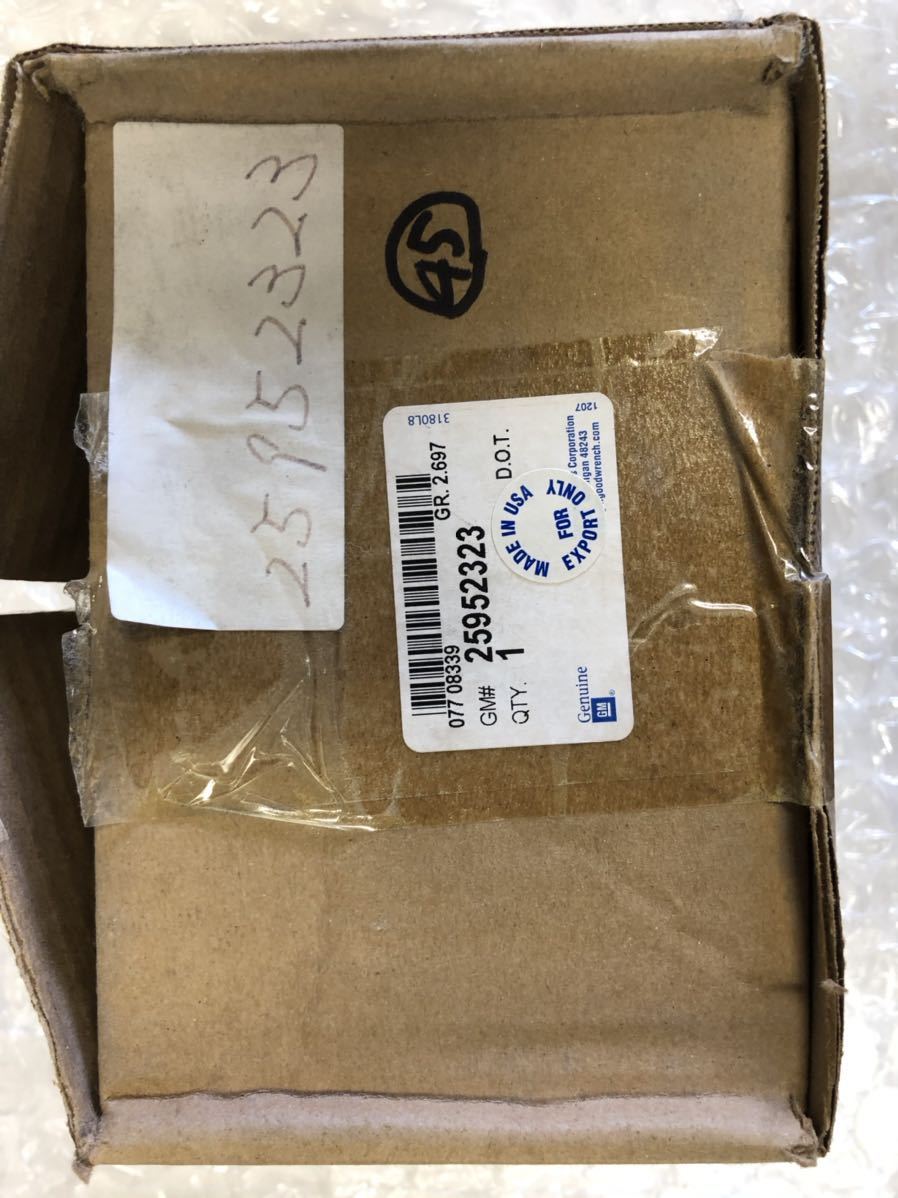 25952323
45
3180L8
1207
GR. 2.697
D.O.T.
077 08339
GM# 25952323
QTY. 1
MADE IN USA
FOR
EXPORT ONLY
Corporation
48243
goodwrench.com
Genuine
GM